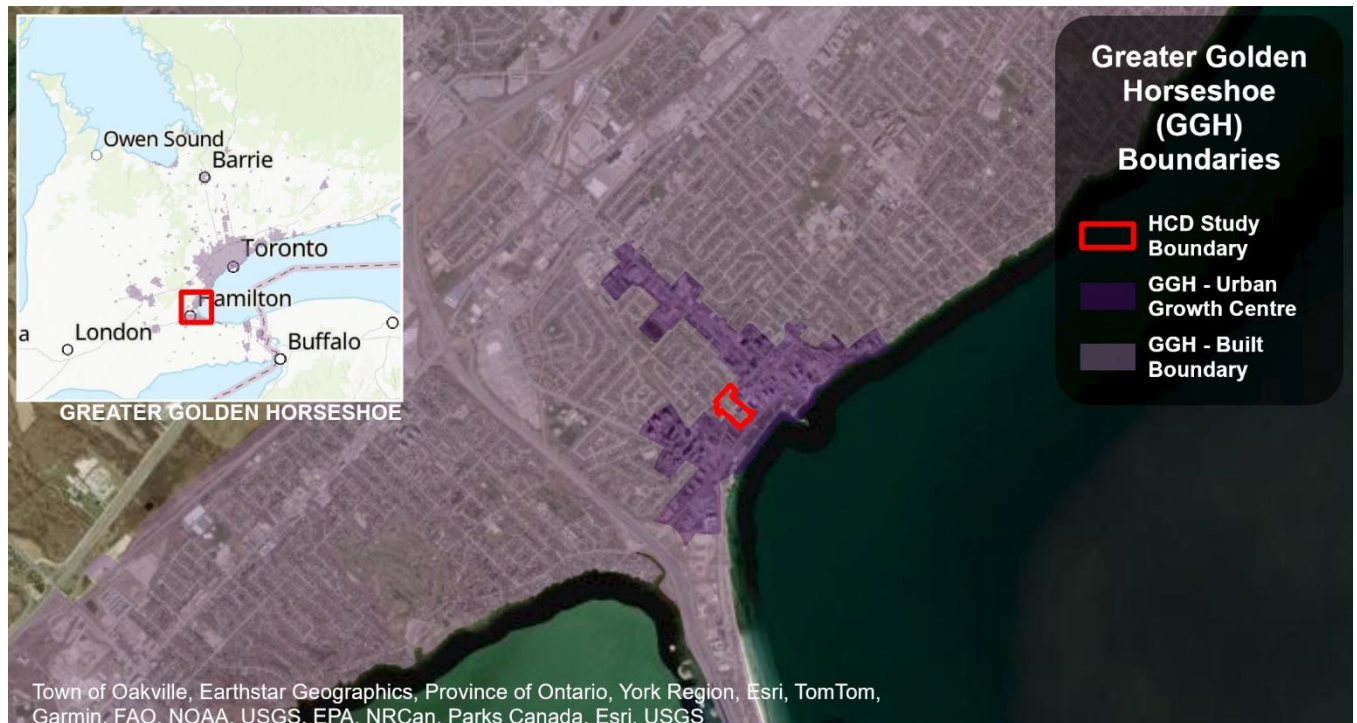 Owen Sound
Barrie
Toronto
Hamilton
London
a
Buffalo
GREATER GOLDEN HORSESHOE
Greater Golden
Horseshoe
(GGH)
Boundaries
HCD Study
Boundary
GGH - Urban
Growth Centre
GGH - Built
Boundary
Town of Oakville, Earthstar Geographics, Province of Ontario, York Region, Esri, TomTom,
Garmin, FAO, NOAA, USGS, EPA, NRCan, Parks Canada, Esri, USGS